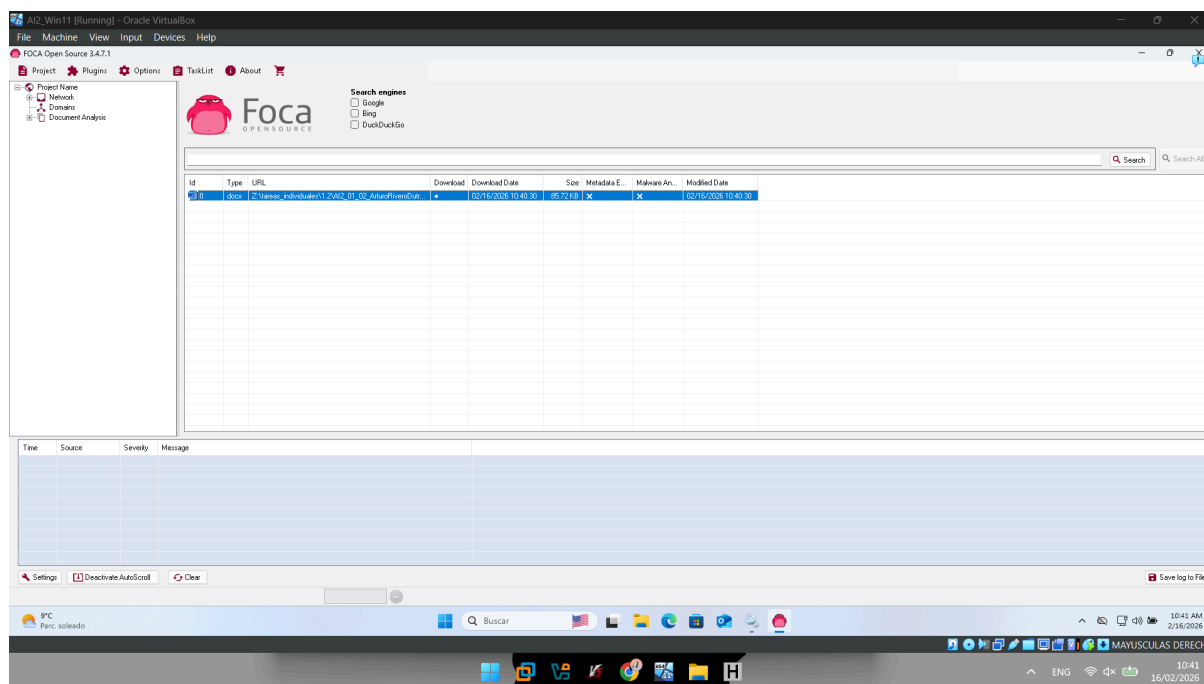 AI2_Win11 [Running] - Oracle VirtualBox
File Machine View Input Devices Help
FOCA Open Source 3.4.7.1
Project Plugins Options TaskList About
Project Name
Network
Domains
Document Analysis
Foca
OPENSOURCE
Search engines
Google
Bing
DuckDuckGo
Search Search All
Id Type URL Download Download Date Size Metadata E... Malware An... Modified Date
0 docx Z:\tareas_individuales\1.2\AI2_01_02_ArturoRiveroDutr... 02/16/2026 10:40:30 85.72 KB 02/16/2026 10:40:30
Time Source Severity Message
Settings Deactivate AutoScroll Clear Save log to File
9°C
Parc. soleado
Buscar
10:41 AM
2/16/2026
MAYUSCULAS DERECH
ENG
10:41
16/02/2026